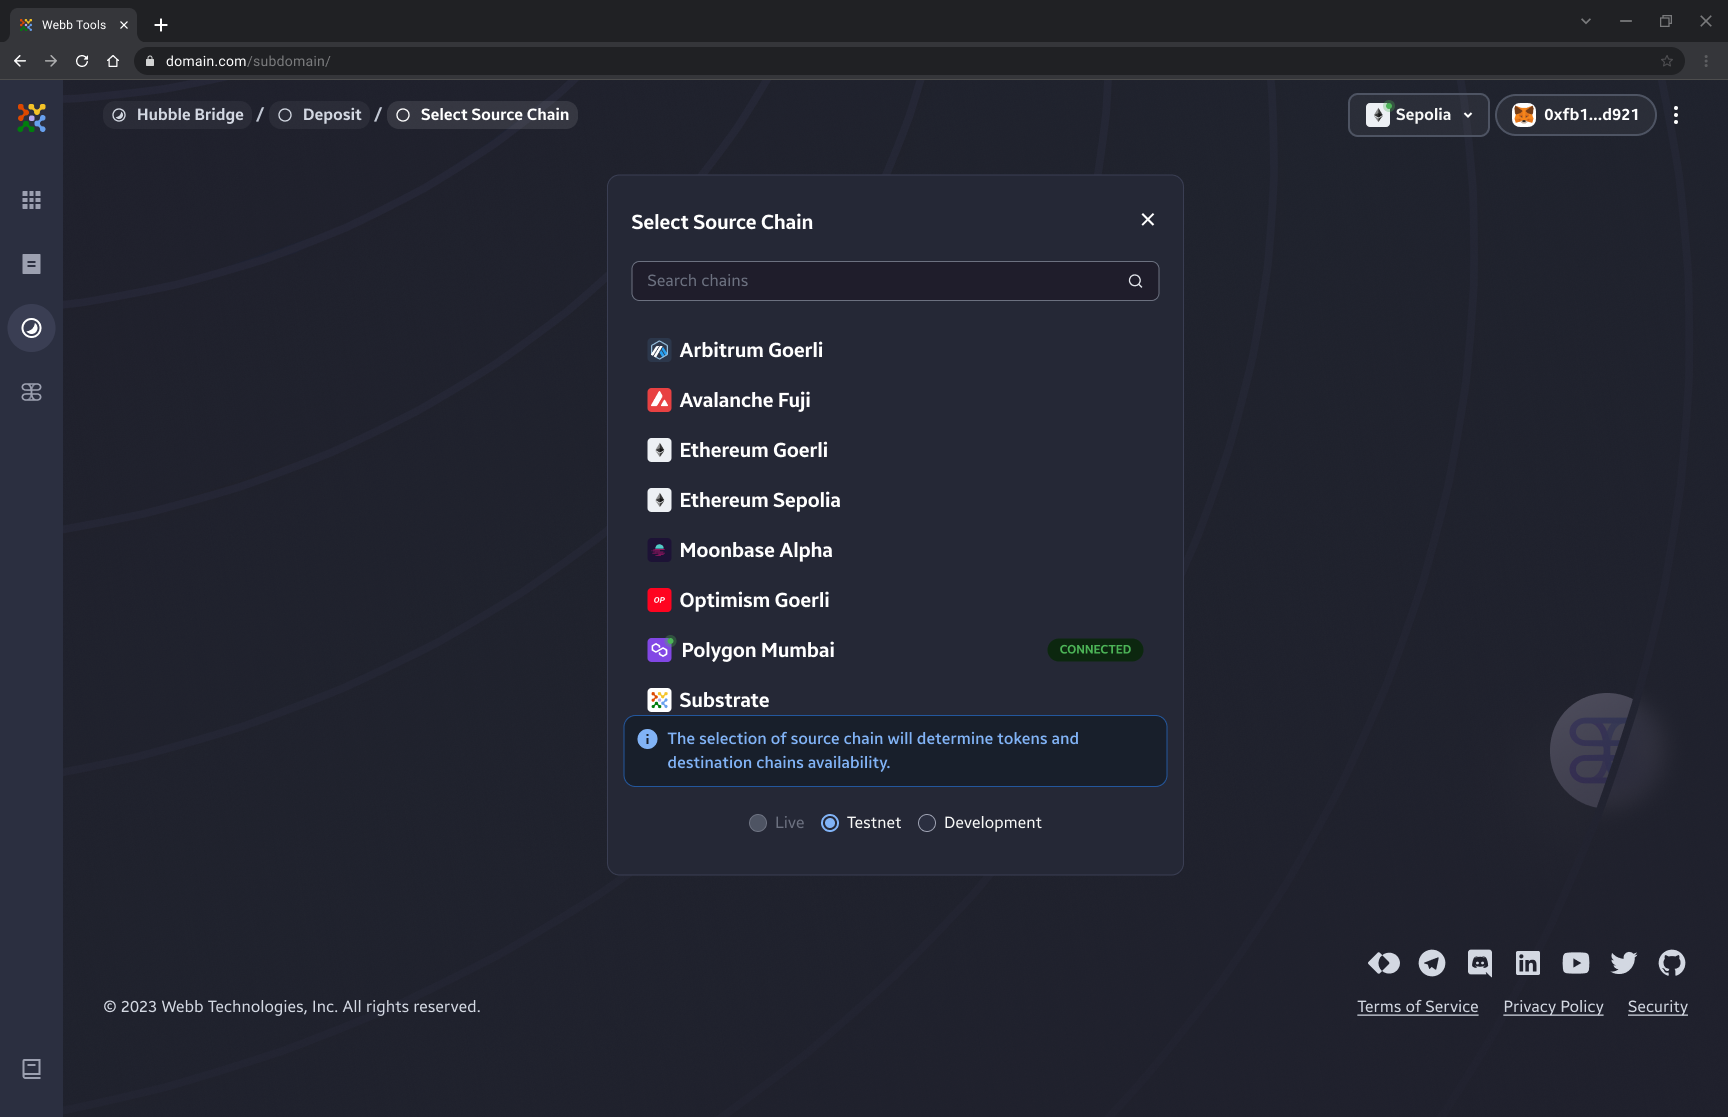 Webb Tools
domain.com/subdomain/
Hubble Bridge / Deposit / Select Source Chain
Sepolia
0xfb1...d921
Select Source Chain
Search chains
Arbitrum Goerli
Avalanche Fuji
Ethereum Goerli
Ethereum Sepolia
Moonbase Alpha
OP Optimism Goerli
Polygon Mumbai CONNECTED
Substrate
The selection of source chain will determine tokens and
destination chains availability.
Live Testnet Development
© 2023 Webb Technologies, Inc. All rights reserved.
Terms of Service Privacy Policy Security